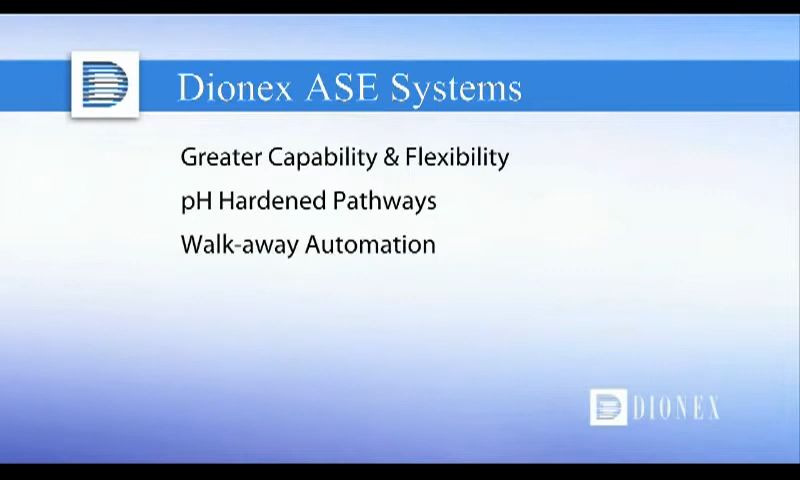 Dionex ASE Systems
Greater Capability & Flexibility
pH Hardened Pathways
Walk-away Automation
DIONEX